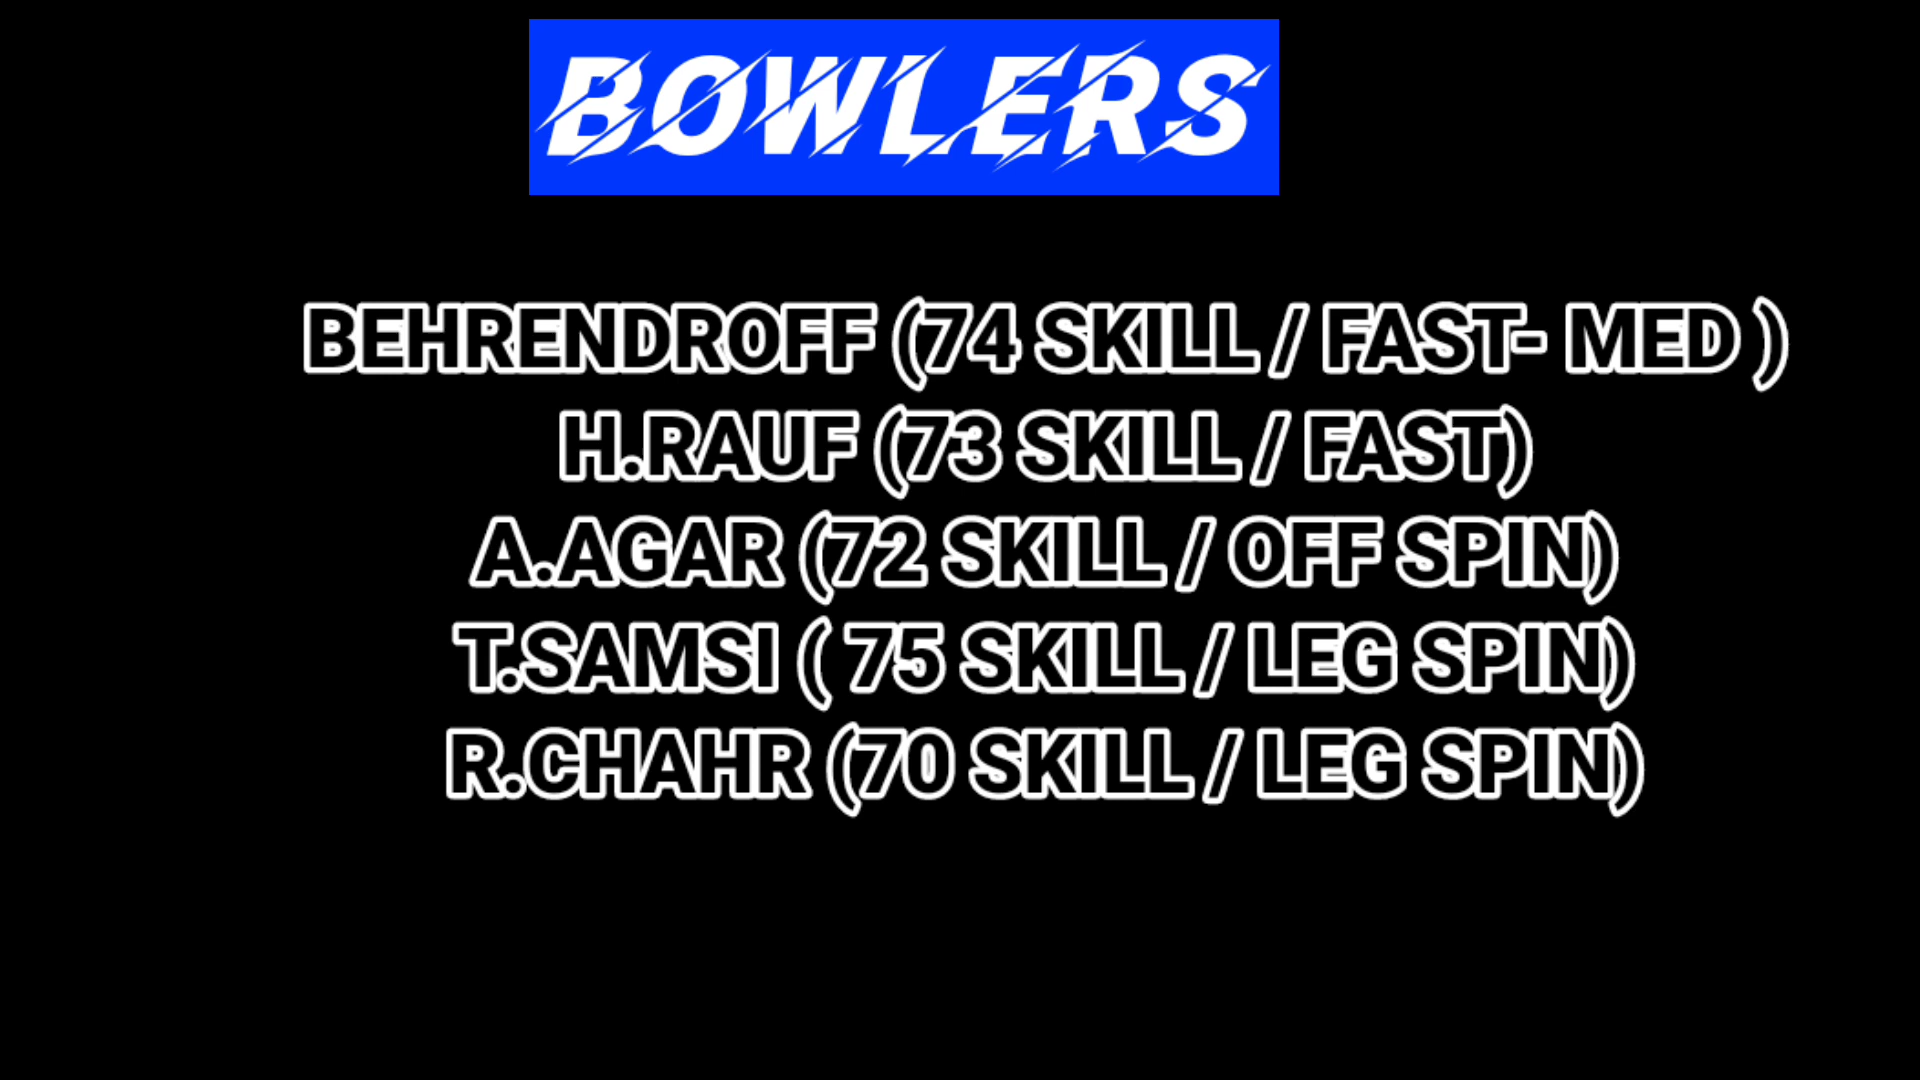 BOWLERS
BEHRENDROFF (74 SKILL / FAST- MED )
H.RAUF (73 SKILL / FAST)
A.AGAR (72 SKILL / OFF SPIN)
T.SAMSI ( 75 SKILL / LEG SPIN)
R.CHAHR (70 SKILL / LEG SPIN)